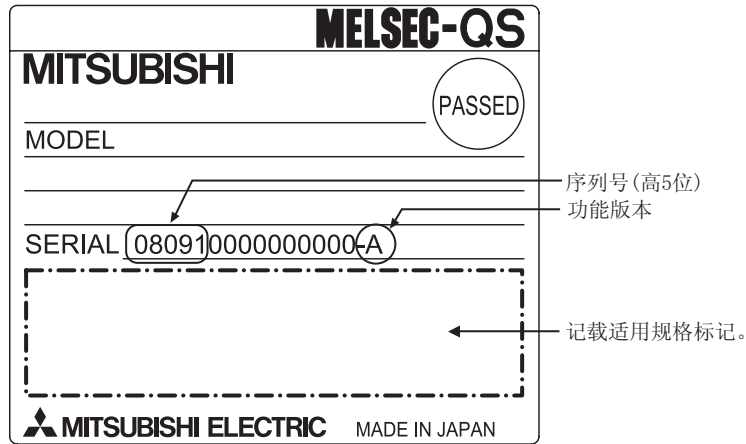 MELSEC-QS
MITSUBISHI
PASSED
MODEL
序列号(高5位)
功能版本
SERIAL 080910000000000-A
记载适用规格标记。
MITSUBISHI ELECTRIC MADE IN JAPAN